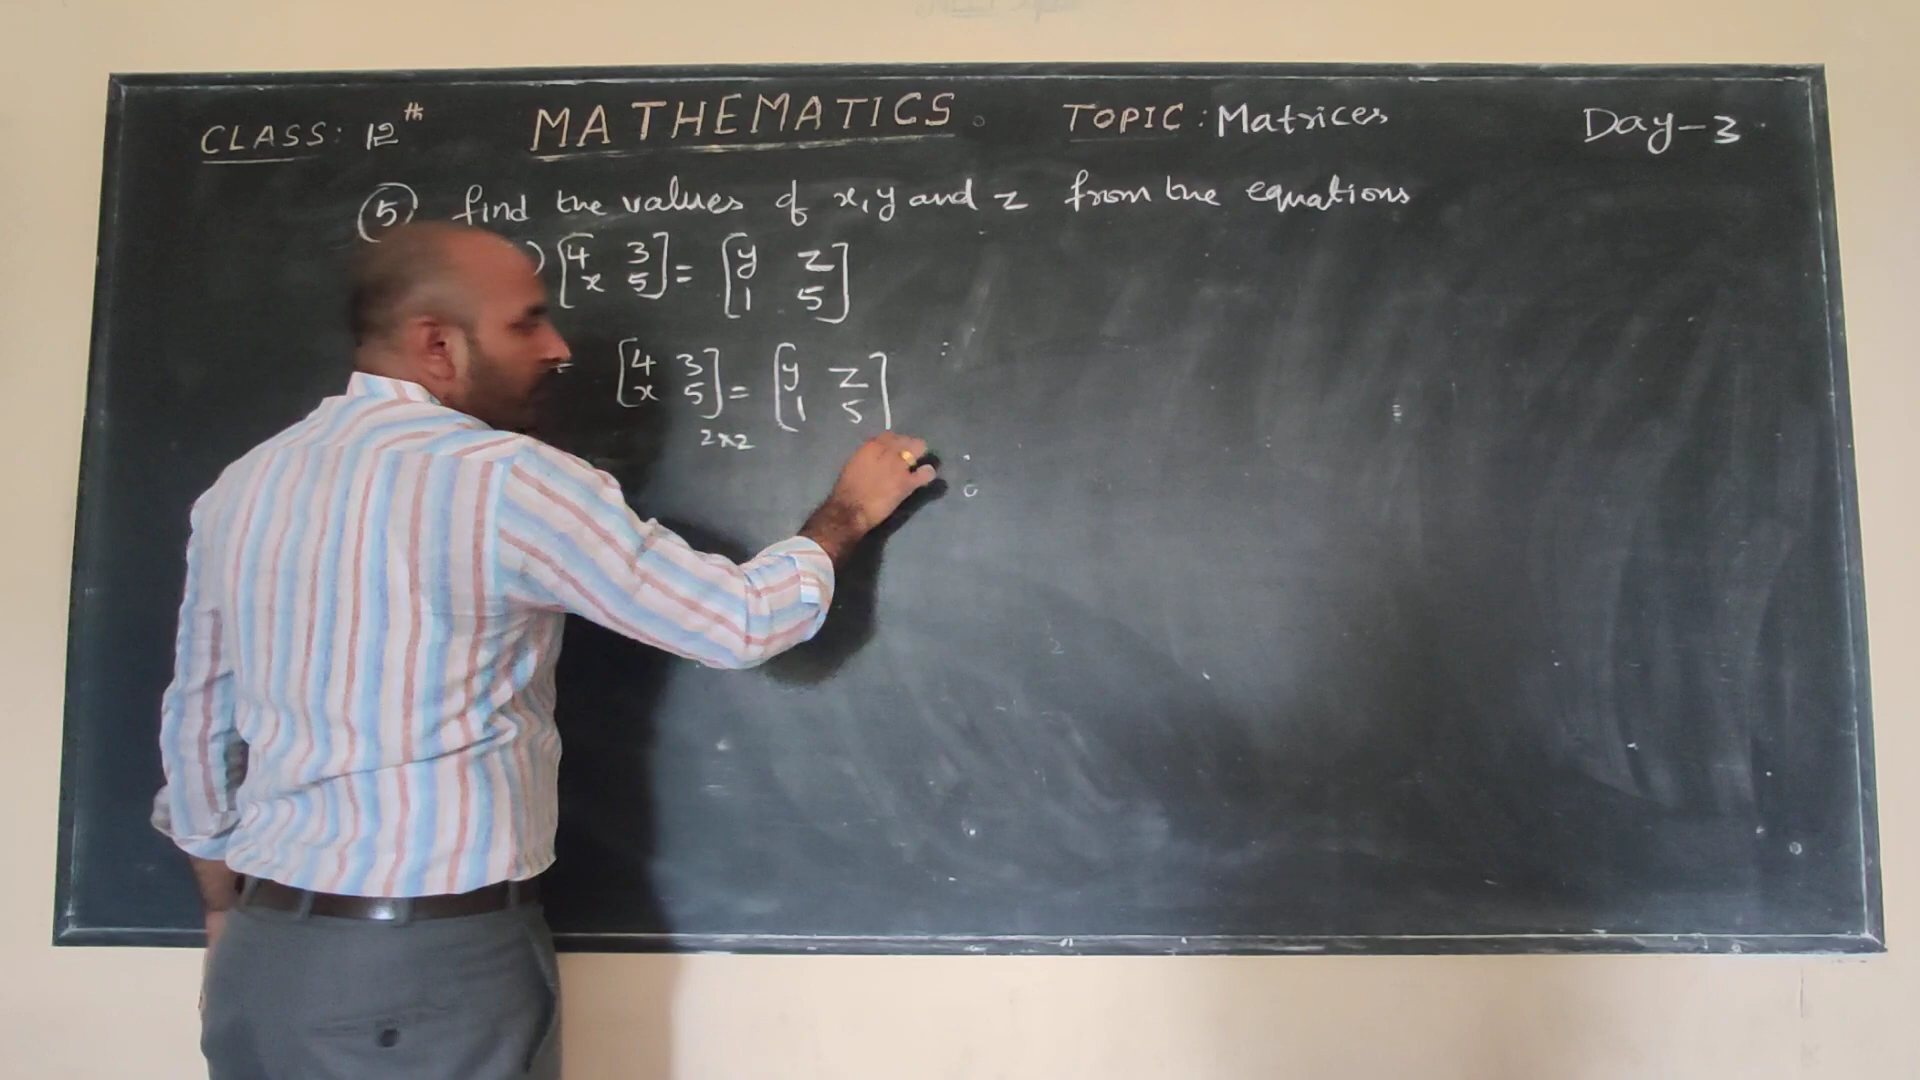 CLASS: 12th MATHEMATICS. TOPIC: Matrices Day-3
(5) find the values of x, y and z from the equations
) [4 3 x 5] = [y z 1 5]
[4 3 x 5] 2x2 = [y z 1 5]